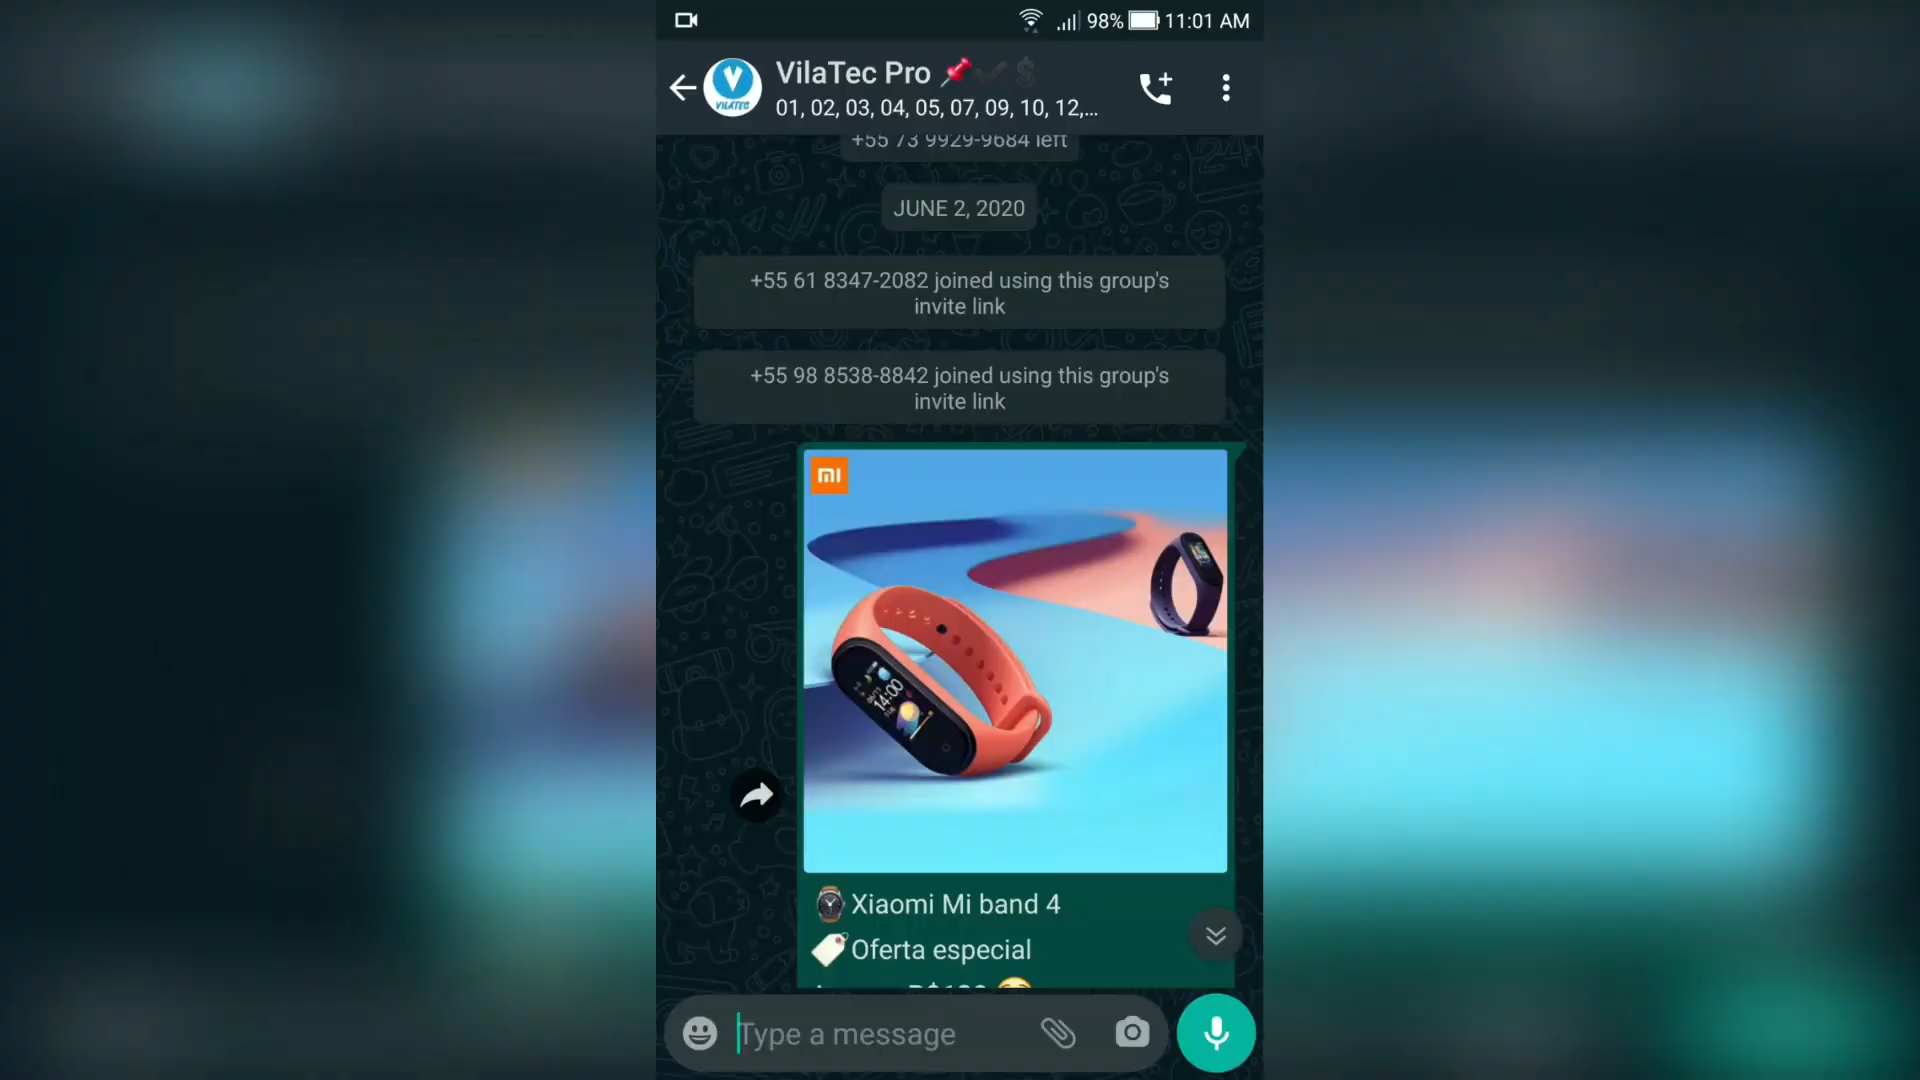 98% 11:01 AM
VilaTec Pro
VILATEC
01, 02, 03, 04, 05, 07, 09, 10, 12,...
+55 73 9929-9684 left
JUNE 2, 2020
+55 61 8347-2082 joined using this group's
invite link
+55 98 8538-8842 joined using this group's
invite link
mi
14:00
Xiaomi Mi band 4
Oferta especial
Type a message